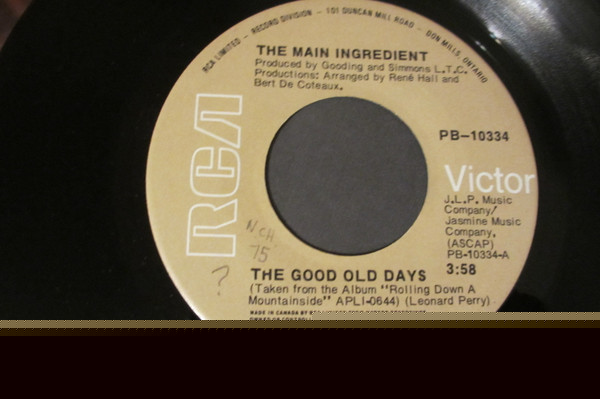 RCA LIMITED – RECORD DIVISION – 101 DUNCAN MILL ROAD – DON MILLS, ONTARIO
THE MAIN INGREDIENT
Produced by Gooding and Simmons L.T.C.
Productions: Arranged by René Hall and
Bert De Coteaux.
RCA
PB-10334
Victor
J.L.P. Music
Company/
Jasmine Music
Company.
(ASCAP)
PB-10334-A
3:58
75
?
THE GOOD OLD DAYS
(Taken from the Album "Rolling Down A
Mountainside" APLI-0644) (Leonard Perry)
MADE IN CANADA BY